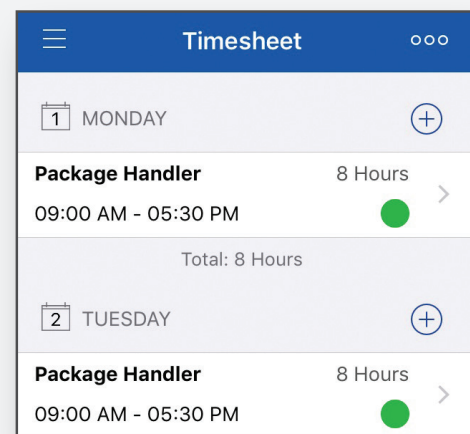 Timesheet
1 MONDAY
Package Handler 8 Hours
09:00 AM - 05:30 PM
Total: 8 Hours
2 TUESDAY
Package Handler 8 Hours
09:00 AM - 05:30 PM